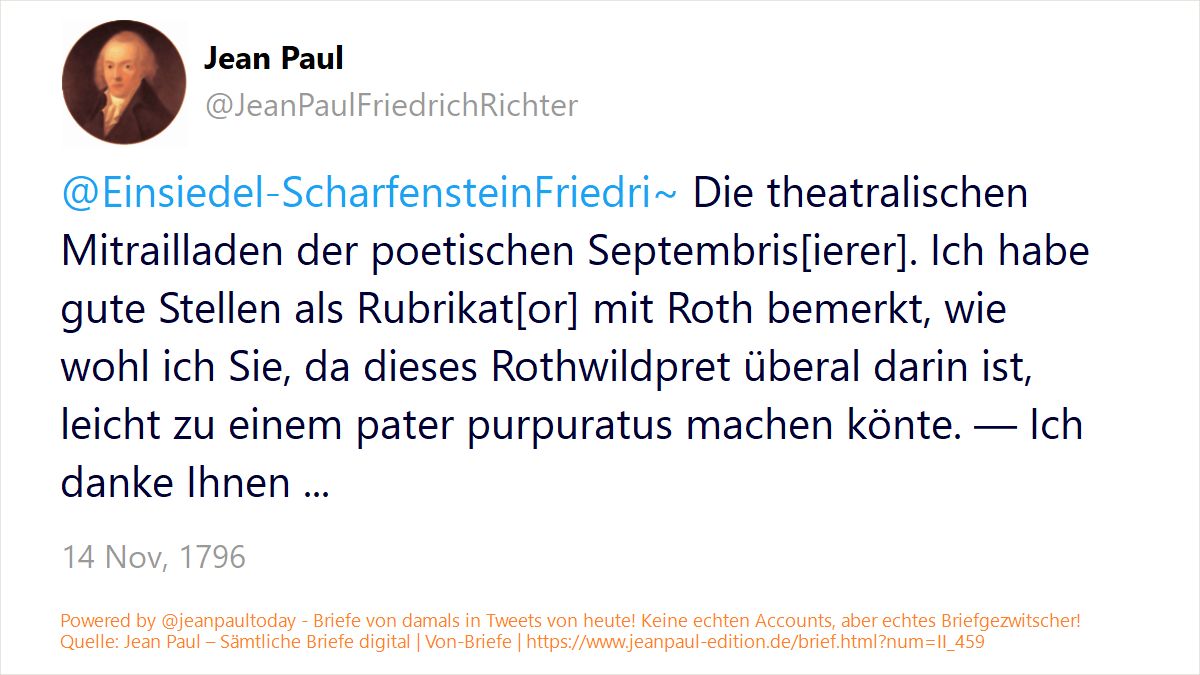 Jean Paul
@JeanPaulFriedrichRichter
@Einsiedel-ScharfensteinFriedri~ Die theatralischen
Mitrailladen der poetischen Septembris[ierer]. Ich habe
gute Stellen als Rubrikat[or] mit Roth bemerkt, wie
wohl ich Sie, da dieses Rothwildpret überal darin ist,
leicht zu einem pater purpuratus machen könte. — Ich
danke Ihnen ...
14 Nov, 1796
Powered by @jeanpaultoday - Briefe von damals in Tweets von heute! Keine echten Accounts, aber echtes Briefgezwitscher!
Quelle: Jean Paul – Sämtliche Briefe digital | Von-Briefe | https://www.jeanpaul-edition.de/brief.html?num=II_459